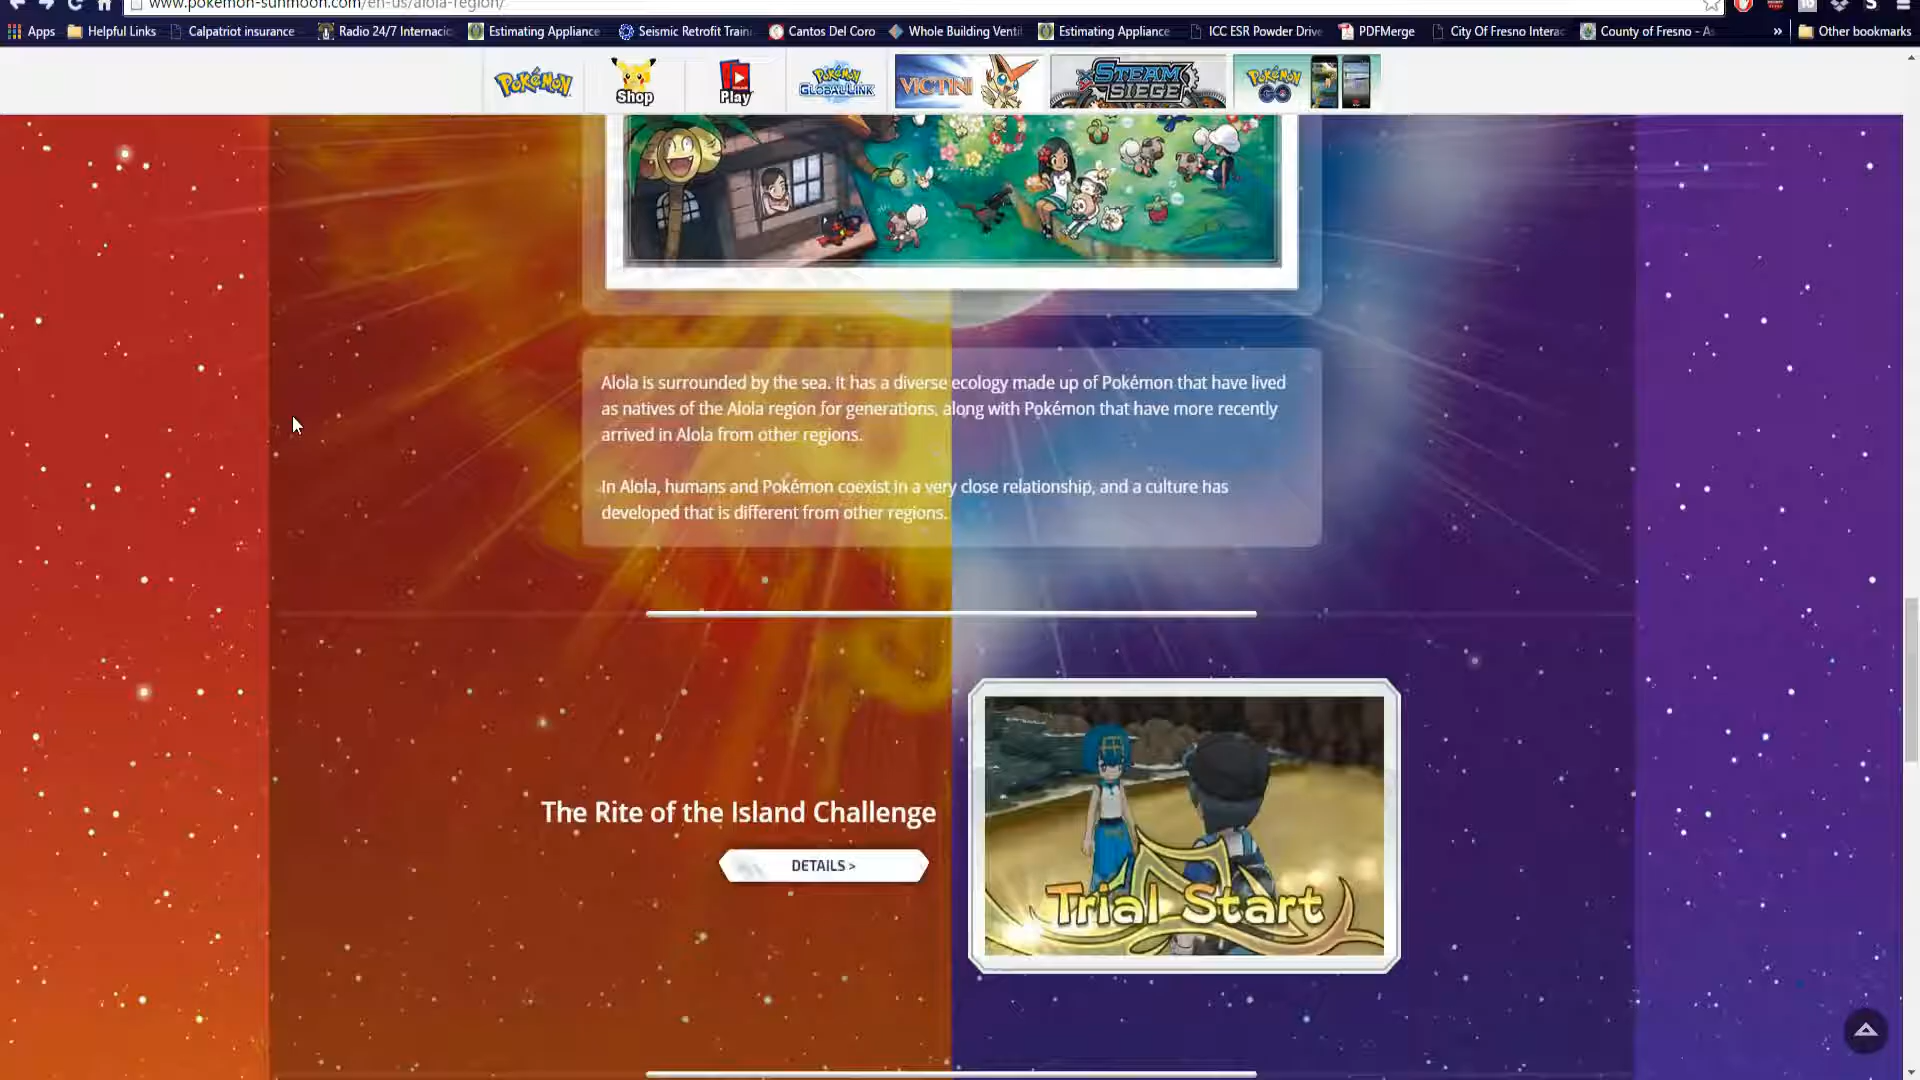 www.pokemon-sunmoon.com/en-us/alola-region/
Apps Helpful Links Calpatriot insurance Radio 24/7 Internacio Estimating Appliance Seismic Retrofit Train Cantos Del Coro Whole Building Venti Estimating Appliance ICC ESR Powder Drive PDFMerge City Of Fresno Interac County of Fresno - As » Other bookmarks
Pokémon Shop Play Pokémon GLOBAL LINK VICTINI STEAM SIEGE Pokémon GO
Alola is surrounded by the sea. It has a diverse ecology made up of Pokémon that have lived
as natives of the Alola region for generations, along with Pokémon that have more recently
arrived in Alola from other regions.
In Alola, humans and Pokémon coexist in a very close relationship, and a culture has
developed that is different from other regions.
The Rite of the Island Challenge
DETAILS >
Trial Start